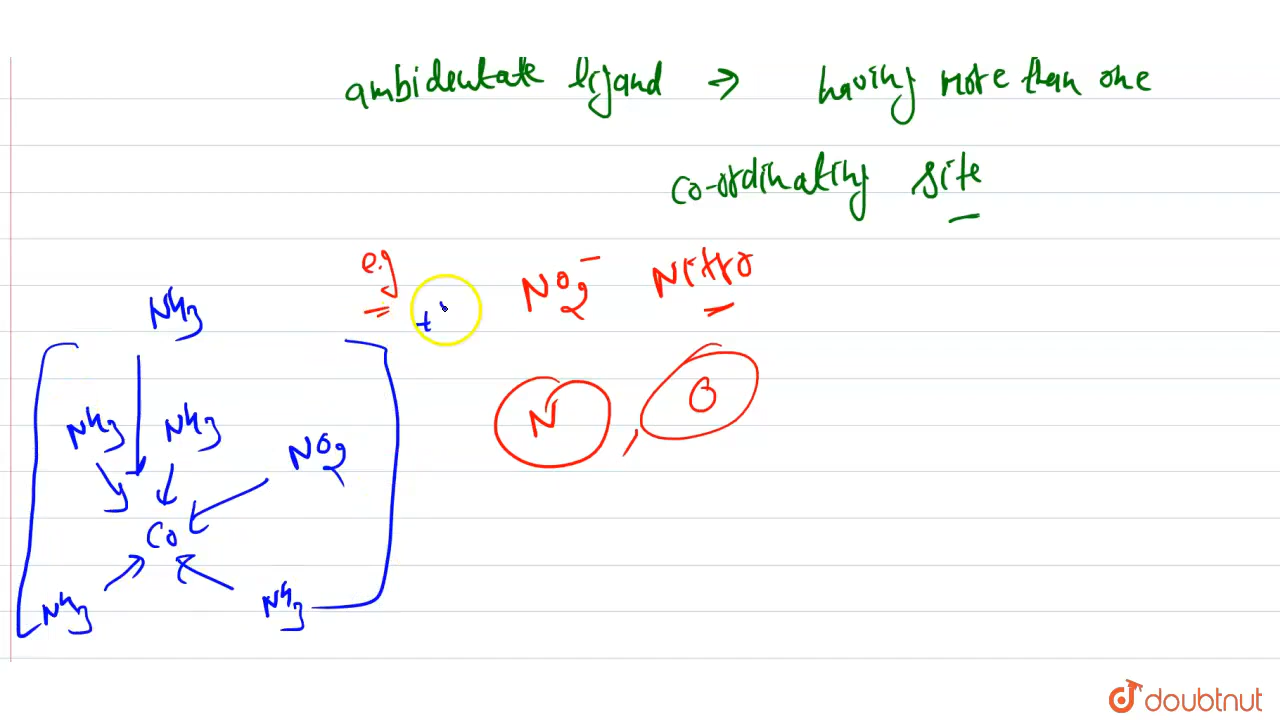 ambidentate ligand → having more than one
co-ordinating site
e.g NO2⁻ Nitro
N, O
NH3
+
NH3 NH3 NO2
Co
NH3 NH3
doubtnut